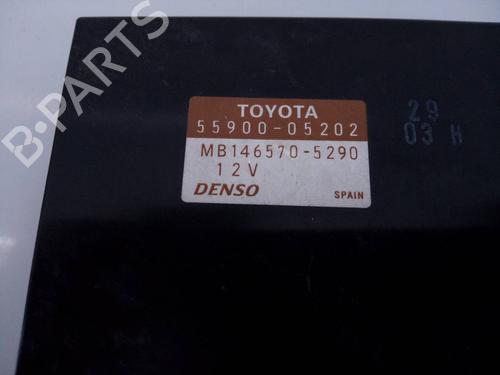 B-PARTS
TOYOTA
55900-05202
MB146570-5290
12V
DENSO
SPAIN
29
03 H